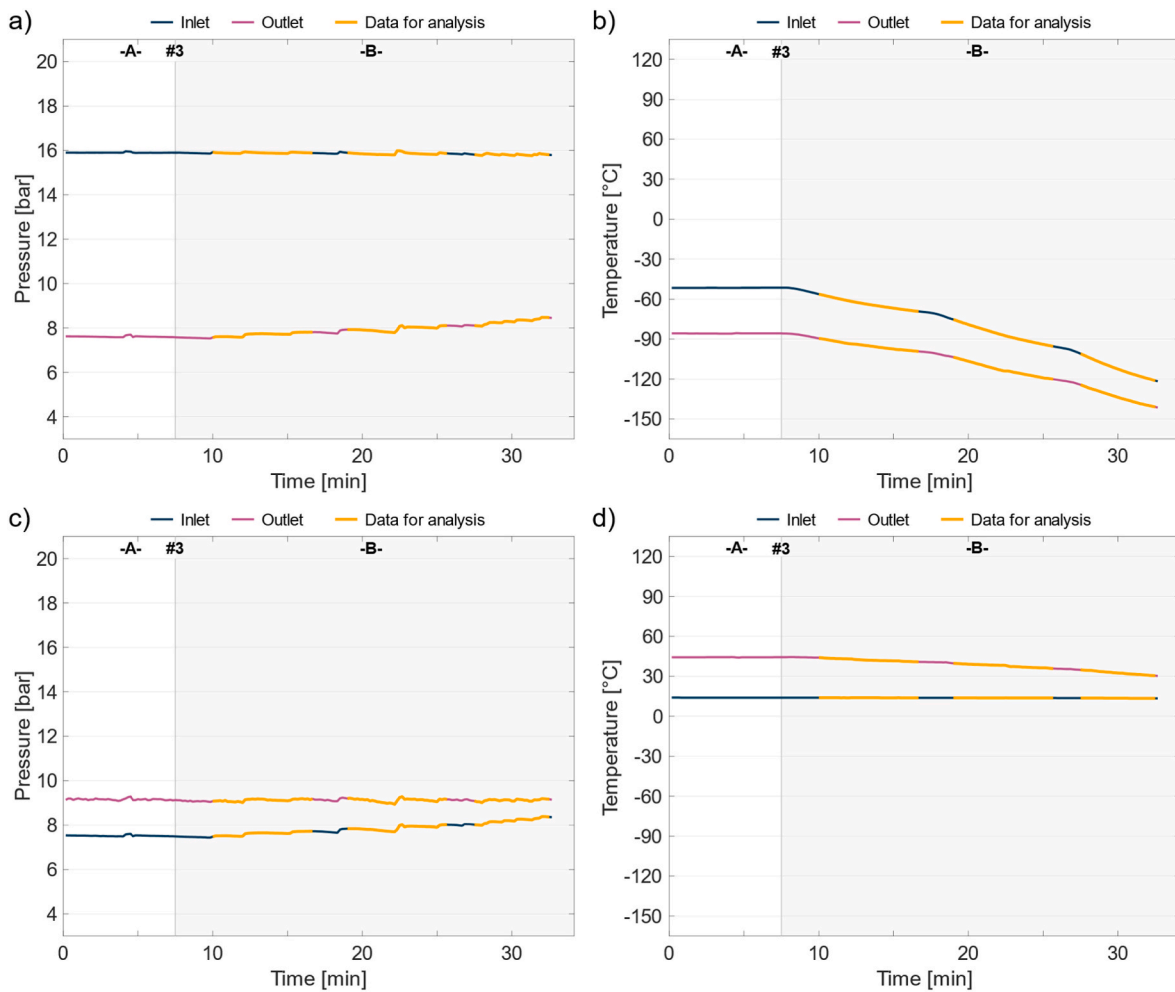 a) Inlet Outlet Data for analysis
-A- #3 -B-
Pressure [bar]
20
18
16
14
12
10
8
6
4
0 10 20 30
Time [min]
b) Inlet Outlet Data for analysis
-A- #3 -B-
Temperature [°C]
120
90
60
30
0
-30
-60
-90
-120
-150
0 10 20 30
Time [min]
c) Inlet Outlet Data for analysis
-A- #3 -B-
Pressure [bar]
20
18
16
14
12
10
8
6
4
0 10 20 30
Time [min]
d) Inlet Outlet Data for analysis
-A- #3 -B-
Temperature [°C]
120
90
60
30
0
-30
-60
-90
-120
-150
0 10 20 30
Time [min]